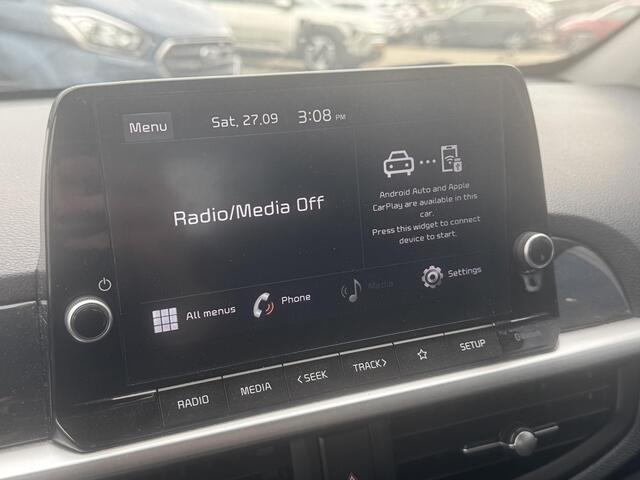 Menu
Sat, 27.09
3:08 PM
Radio/Media Off
Android Auto and Apple
CarPlay are available in this
car.
Press this widget to connect
device to start.
All menus
Phone
Media
Settings
RADIO
MEDIA
<SEEK
TRACK>
SETUP